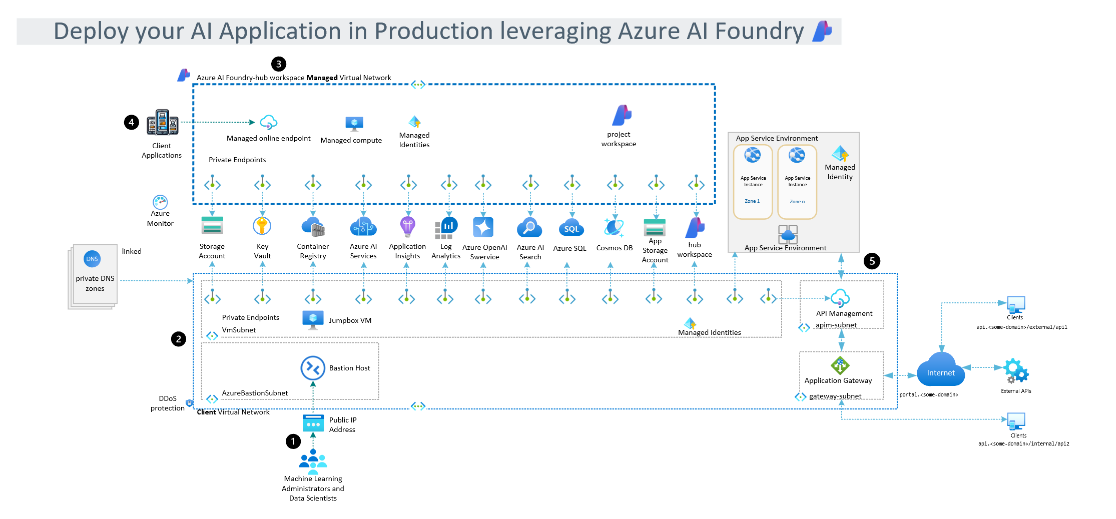 Deploy your AI Application in Production leveraging Azure AI Foundry
3
Azure AI Foundry-hub workspace Managed Virtual Network
4
Client
Applications
Managed online endpoint
Managed compute
Managed
Identities
project
workspace
Private Endpoints
App Service Environment
App Service
Instance
Zone 1
App Service
Instance
Managed
Identity
App Service Environment
Azure
Monitor
Storage
Account
Key
Vault
Container
Registry
Azure AI
Services
Application
Insights
Log
Analytics
Azure OpenAI
Swervice
Azure AI
Search
SQL
Azure SQL
Cosmos DB
App
Storage
Account
hub
workspace
5
linked
DNS
private DNS
zones
Private Endpoints
VmSubnet
Jumpbox VM
Managed Identities
API Management
apim-subnet
2
Bastion Host
AzureBastionSubnet
Application Gateway
gateway-subnet
Internet
portal.<some-domain>
Clients
api.<some-domain>/external/api1
External APIs
Clients
api.<some-domain>/internal/api2
DDoS
protection
Client Virtual Network
Public IP
Address
1
Machine Learning
Administrators and
Data Scientists